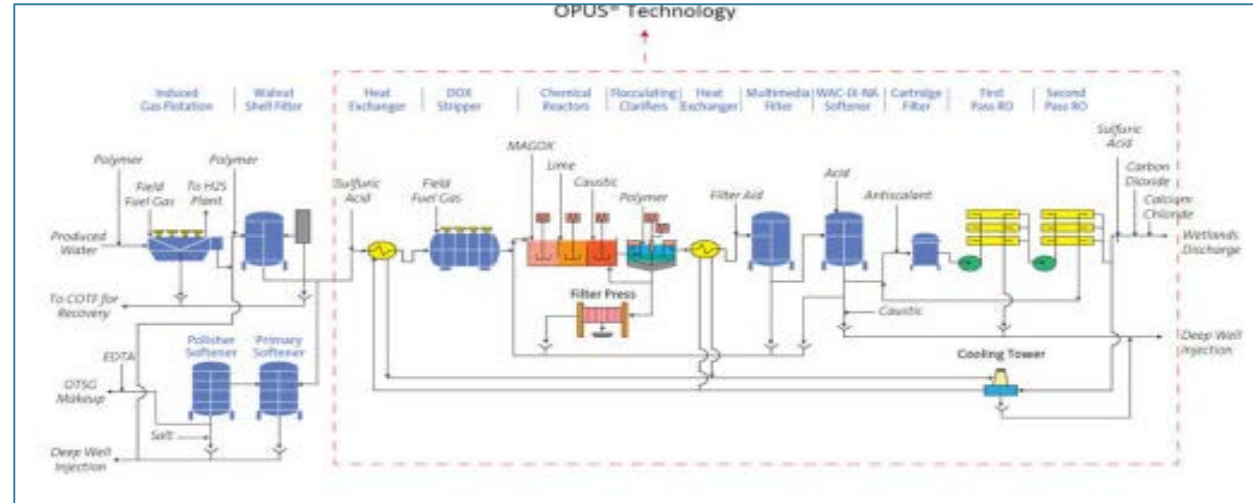 OPUS® Technology
Induced
Gas Flotation
Walnut
Shell Filter
Heat
Exchanger
DOX
Stripper
Chemical
Reactors
Flocculating
Clarifiers
Heat
Exchanger
Multimedia
Filter
WAC-IX-NA
Softener
Cartridge
Filter
First
Pass RO
Second
Pass RO
Polymer
Polymer
Field
Fuel Gas
To H2S
Plant
Produced
Water
Sulfuric
Acid
Field
Fuel Gas
MAGOX
Lime
Caustic
Polymer
Filter Aid
Acid
Antiscalant
Sulfuric
Acid
Carbon
Dioxide
Calcium
Chloride
Wetlands
Discharge
To COTF for
Recovery
Filter Press
Caustic
Polisher
Softener
Primary
Softener
EDTA
OTSG
Makeup
Salt
Deep Well
Injection
Cooling Tower
Deep Well
Injection